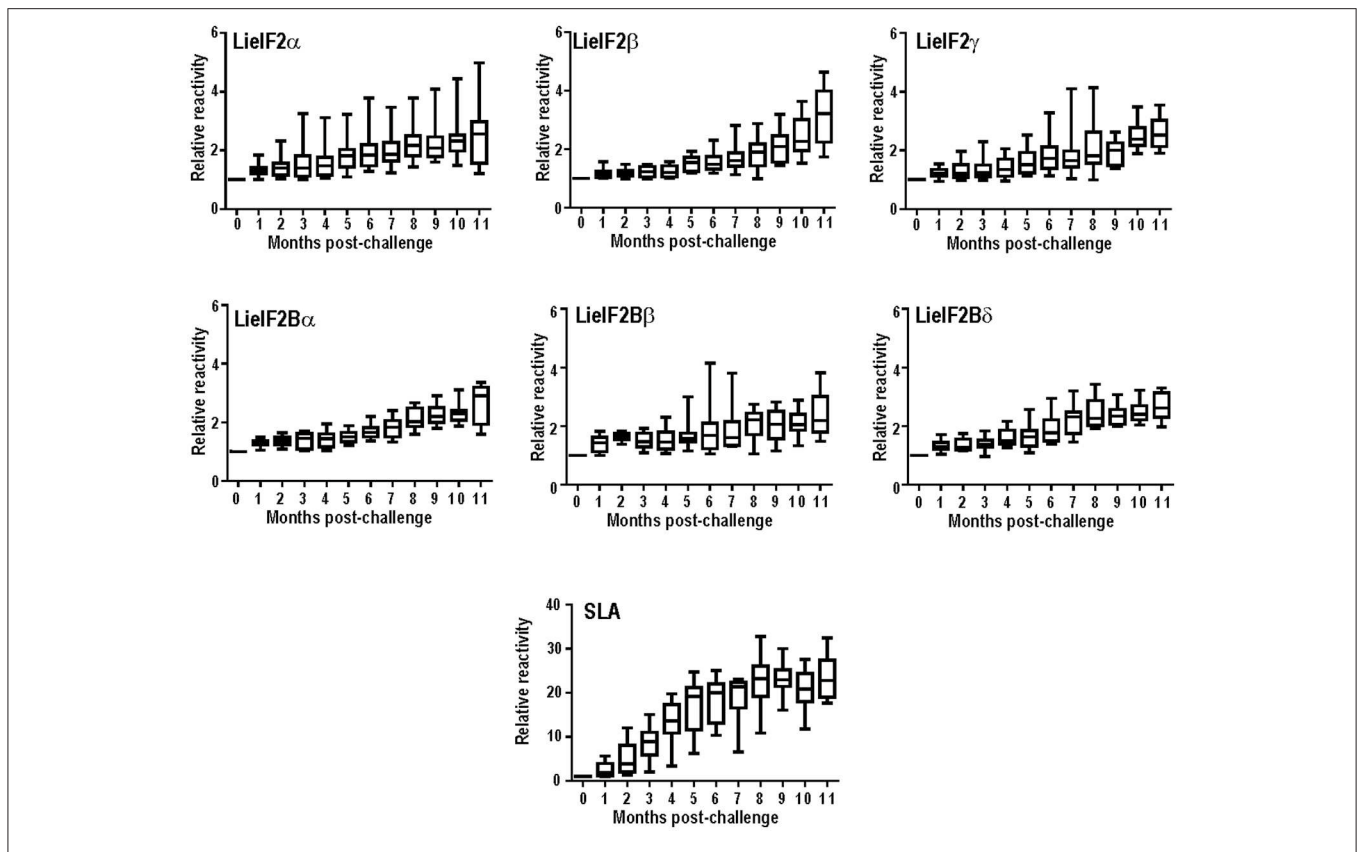 LieIF2α
Relative reactivity
6
4
2
0
0 1 2 3 4 5 6 7 8 9 10 11
Months post-challenge
LieIF2β
Relative reactivity
6
4
2
0
0 1 2 3 4 5 6 7 8 9 10 11
Months post-challenge
LieIF2γ
Relative reactivity
6
4
2
0
0 1 2 3 4 5 6 7 8 9 10 11
Months post-challenge
LieIF2Bα
Relative reactivity
6
4
2
0
0 1 2 3 4 5 6 7 8 9 10 11
Months post-challenge
LieIF2Bβ
Relative reactivity
6
4
2
0
0 1 2 3 4 5 6 7 8 9 10 11
Months post-challenge
LieIF2Bδ
Relative reactivity
6
4
2
0
0 1 2 3 4 5 6 7 8 9 10 11
Months post-challenge
SLA
Relative reactivity
40
30
20
10
0
0 1 2 3 4 5 6 7 8 9 10 11
Months post-challenge